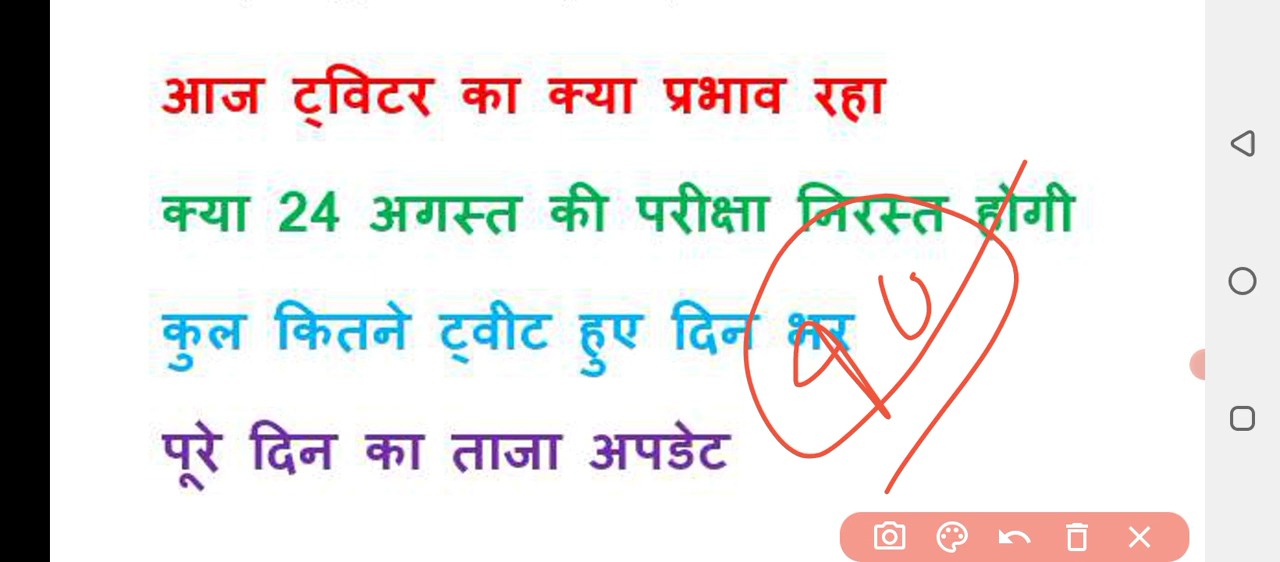 आज ट्विटर का क्या प्रभाव रहा
क्या 24 अगस्त की परीक्षा निरस्त होगी
कुल कितने ट्वीट हुए दिन भर
पूरे दिन का ताजा अपडेट